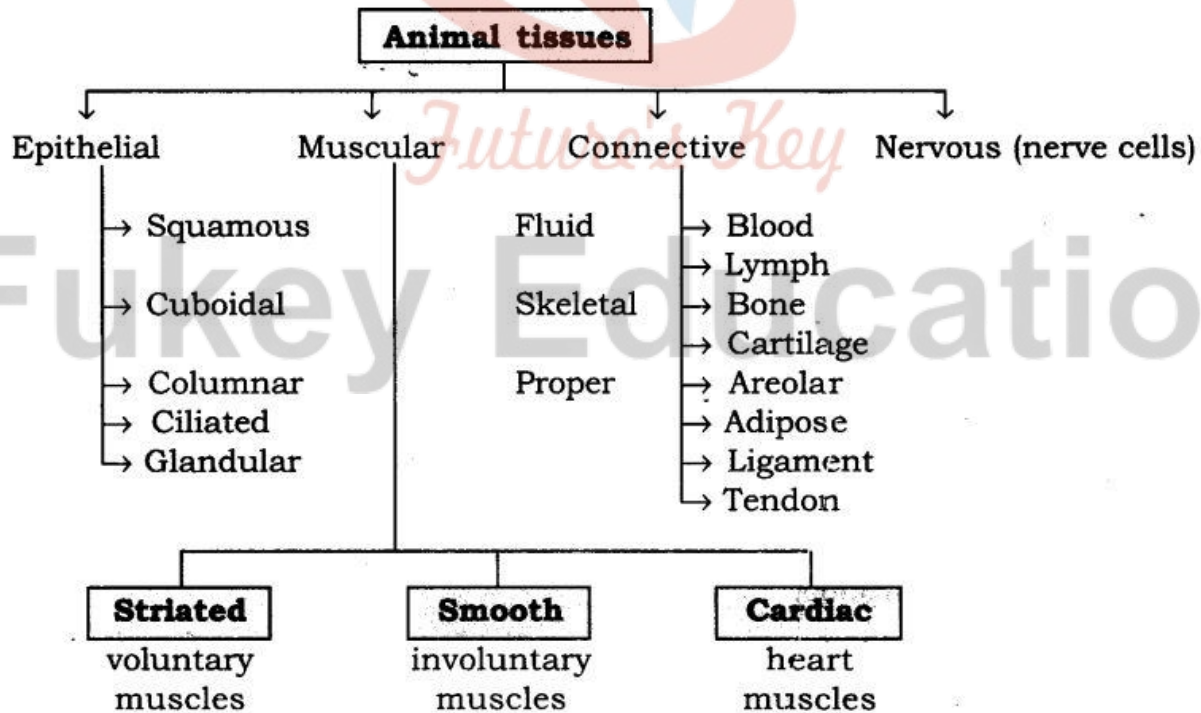 Animal tissues
Future's Key
Epithelial Muscular Connective Nervous (nerve cells)
Squamous Fluid Blood
Lymph
Fukey Educatio
Cuboidal Skeletal Bone
Cartilage
Columnar Proper Areolar
Ciliated Adipose
Glandular Ligament
Tendon
Striated Smooth Cardiac
voluntary involuntary heart
muscles muscles muscles